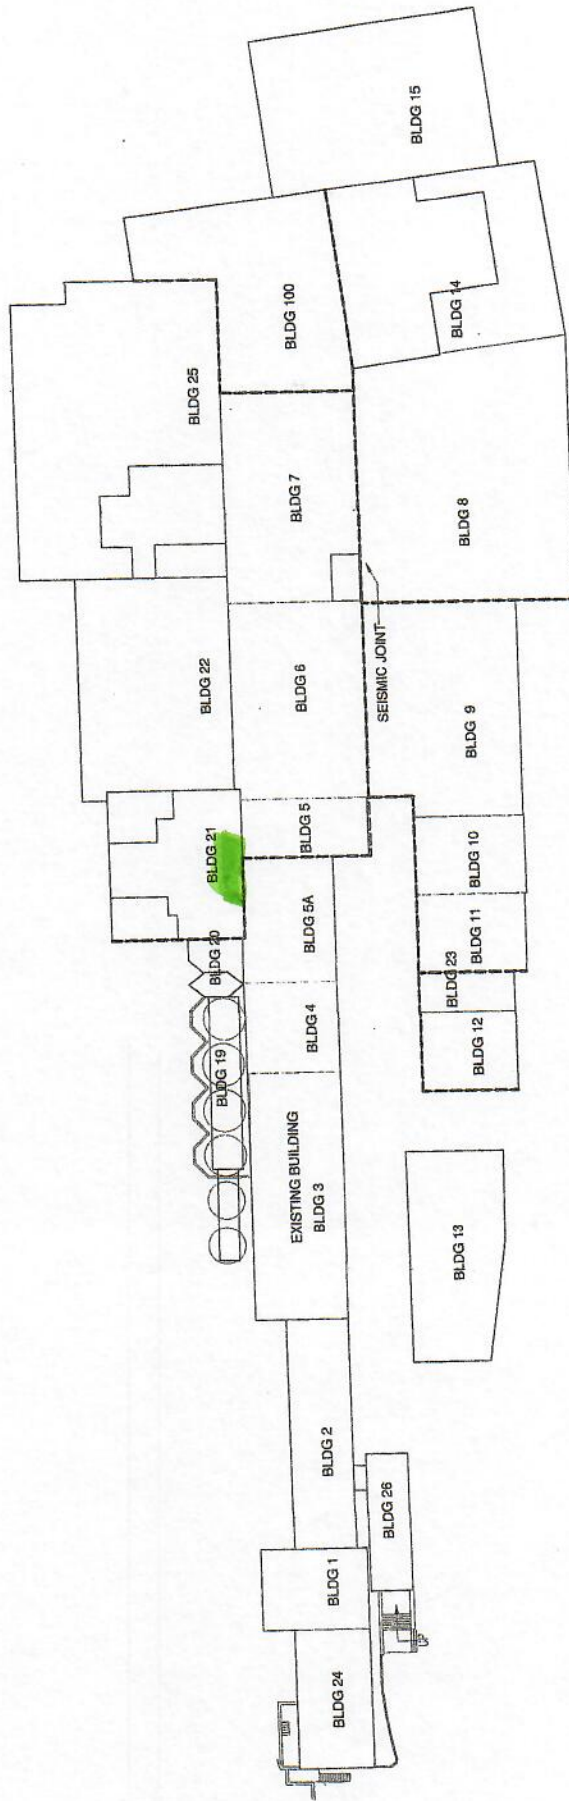 BLDG 15
BLDG 14
BLDG 100
BLDG 25
BLDG 7
BLDG 8
BLDG 22
BLDG 6
SEISMIC JOINT
BLDG 9
BLDG 21
BLDG 5
BLDG 10
BLDG 20
BLDG 5A
BLDG 11
BLDG 23
BLDG 19
BLDG 4
BLDG 12
EXISTING BUILDING
BLDG 3
BLDG 13
BLDG 2
BLDG 26
BLDG 1
UP
BLDG 24